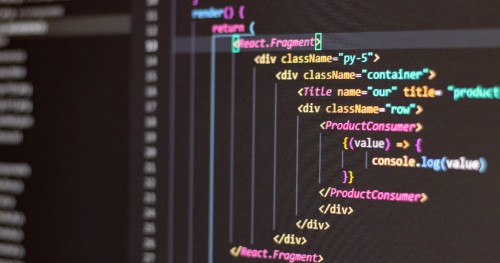 render() {
return (
<React.Fragment>
<div className="py-5">
<div className="container">
<Title name="our" title= "product
<div className="row">
<ProductConsumer>
{(value) => {
console.log(value)
}}
</ProductConsumer>
</div>
</div>
</div>
</React.Fragment>